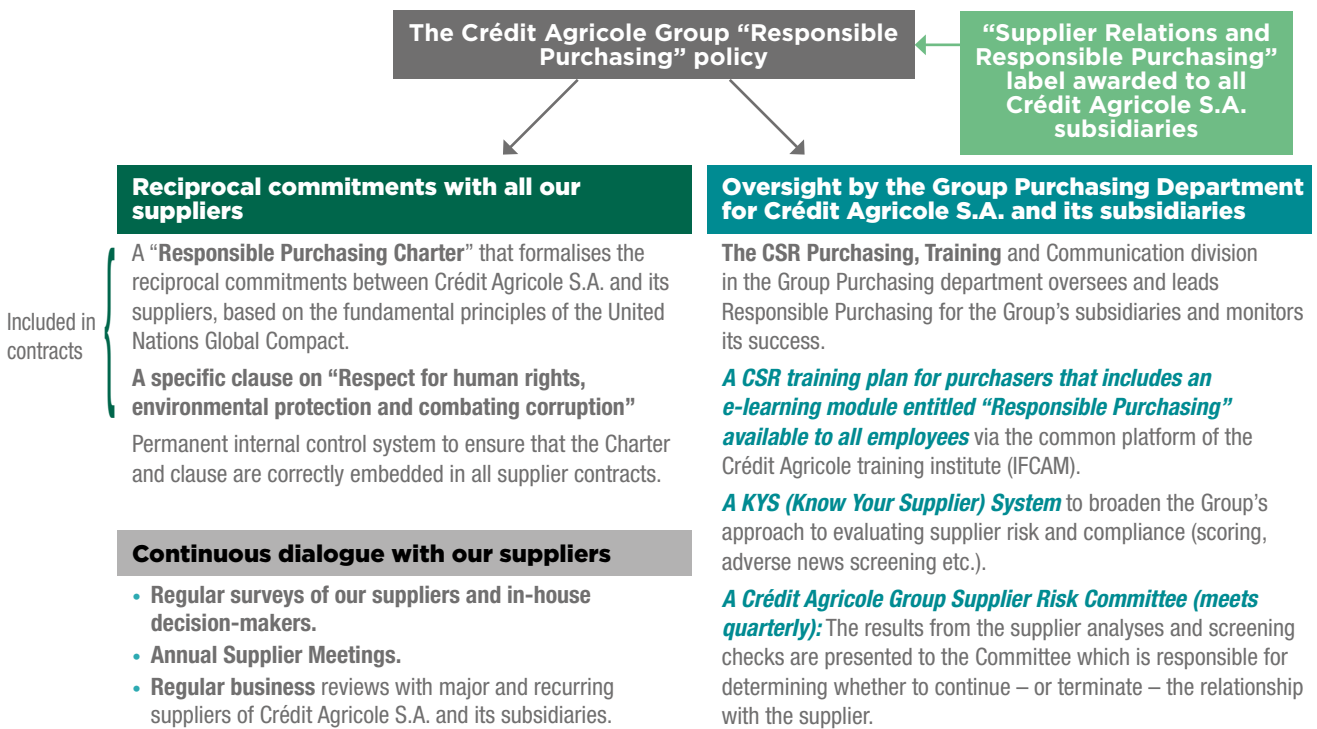 The Crédit Agricole Group “Responsible
Purchasing” policy
“Supplier Relations and
Responsible Purchasing”
label awarded to all
Crédit Agricole S.A.
subsidiaries
Reciprocal commitments with all our
suppliers
Included in
contracts
A “Responsible Purchasing Charter” that formalises the
reciprocal commitments between Crédit Agricole S.A. and its
suppliers, based on the fundamental principles of the United
Nations Global Compact.
A specific clause on “Respect for human rights,
environmental protection and combating corruption”
Permanent internal control system to ensure that the Charter
and clause are correctly embedded in all supplier contracts.
Continuous dialogue with our suppliers
• Regular surveys of our suppliers and in-house
decision-makers.
• Annual Supplier Meetings.
• Regular business reviews with major and recurring
suppliers of Crédit Agricole S.A. and its subsidiaries.
Oversight by the Group Purchasing Department
for Crédit Agricole S.A. and its subsidiaries
The CSR Purchasing, Training and Communication division
in the Group Purchasing department oversees and leads
Responsible Purchasing for the Group’s subsidiaries and monitors
its success.
A CSR training plan for purchasers that includes an
e-learning module entitled “Responsible Purchasing”
available to all employees via the common platform of the
Crédit Agricole training institute (IFCAM).
A KYS (Know Your Supplier) System to broaden the Group’s
approach to evaluating supplier risk and compliance (scoring,
adverse news screening etc.).
A Crédit Agricole Group Supplier Risk Committee (meets
quarterly): The results from the supplier analyses and screening
checks are presented to the Committee which is responsible for
determining whether to continue – or terminate – the relationship
with the supplier.